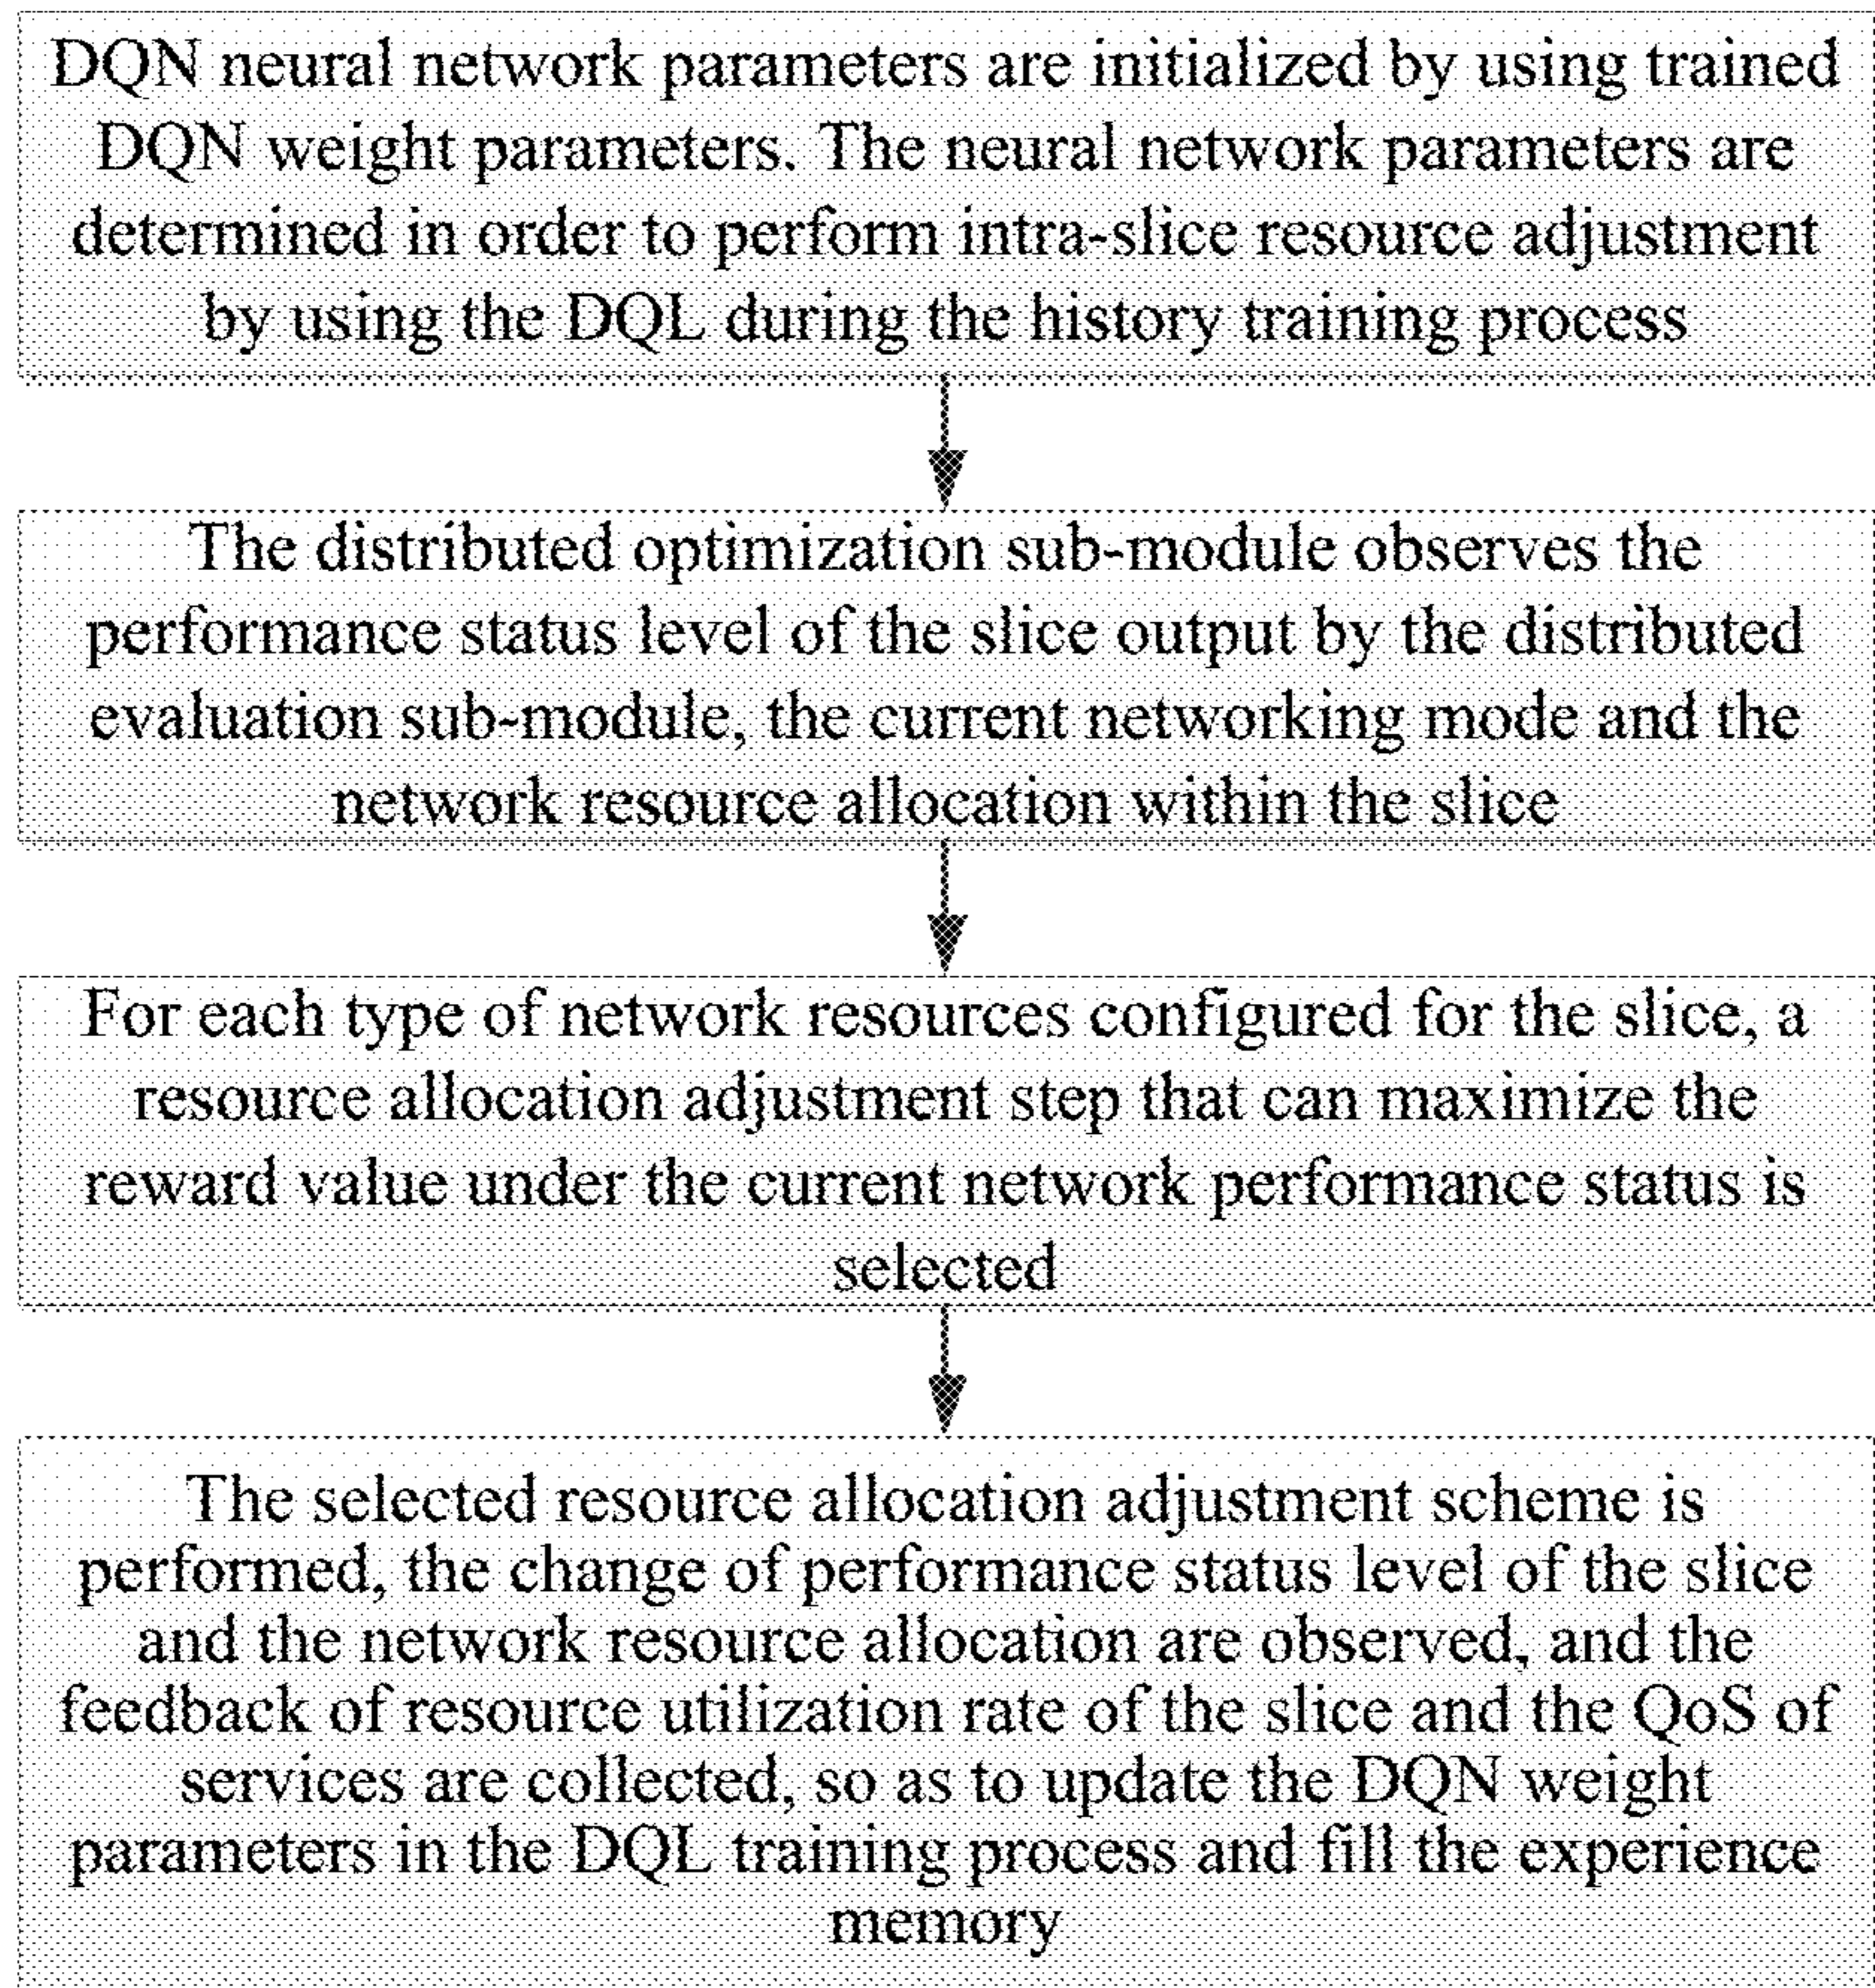 DQN neural network parameters are initialized by using trained
DQN weight parameters. The neural network parameters are
determined in order to perform intra-slice resource adjustment
by using the DQL during the history training process
The distributed optimization sub-module observes the
performance status level of the slice output by the distributed
evaluation sub-module, the current networking mode and the
network resource allocation within the slice
For each type of network resources configured for the slice, a
resource allocation adjustment step that can maximize the
reward value under the current network performance status is
selected
The selected resource allocation adjustment scheme is
performed, the change of performance status level of the slice
and the network resource allocation are observed, and the
feedback of resource utilization rate of the slice and the QoS of
services are collected, so as to update the DQN weight
parameters in the DQL training process and fill the experience
memory